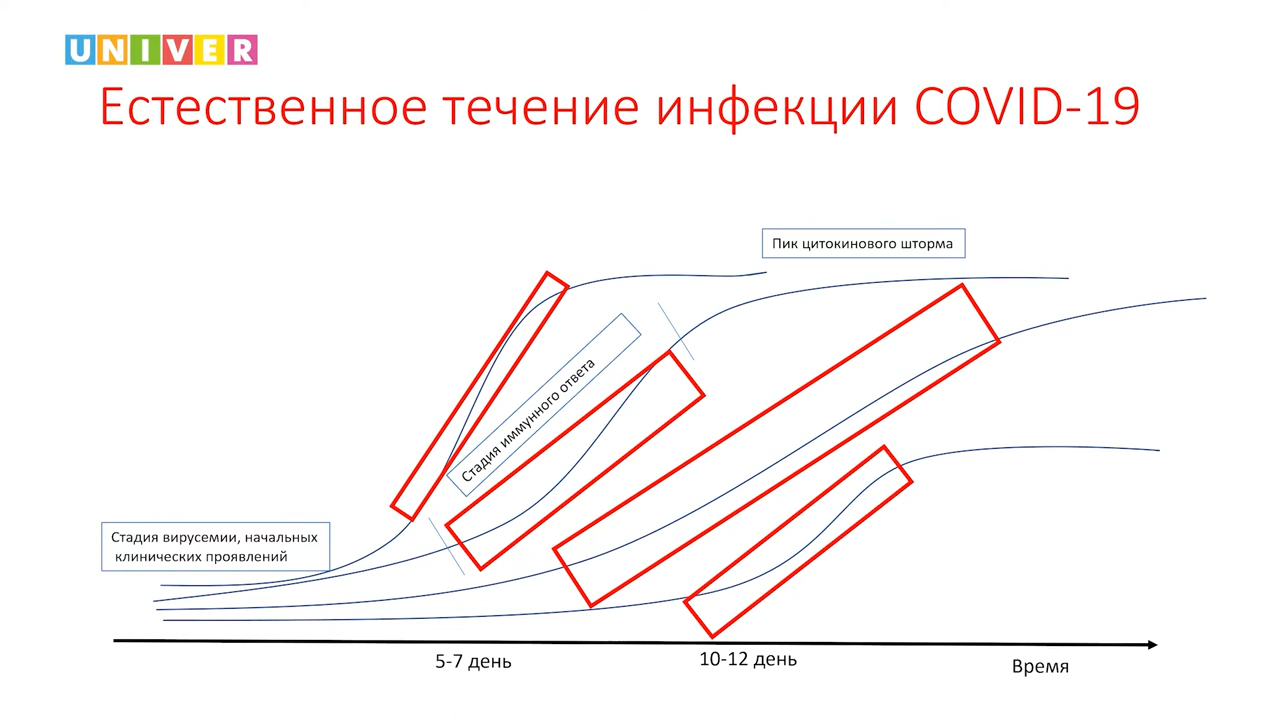 UNIVER
Естественное течение инфекции COVID-19
Пик цитокинового шторма
Стадия иммунного ответа
Стадия вирусемии, начальных
клинических проявлений
5-7 день
10-12 день
Время